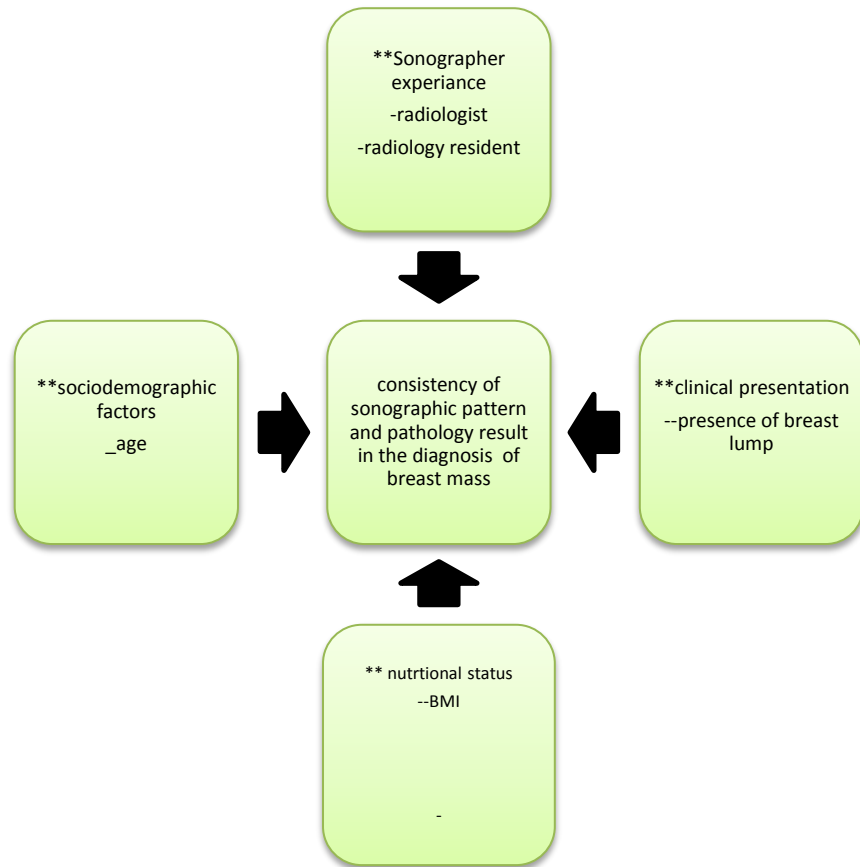 **Sonographer
experiance
-radiologist
-radiology resident
**sociodemographic
factors
_age
consistency of
sonographic pattern
and pathology result
in the diagnosis of
breast mass
**clinical presentation
--presence of breast
lump
** nutrtional status
--BMI
-